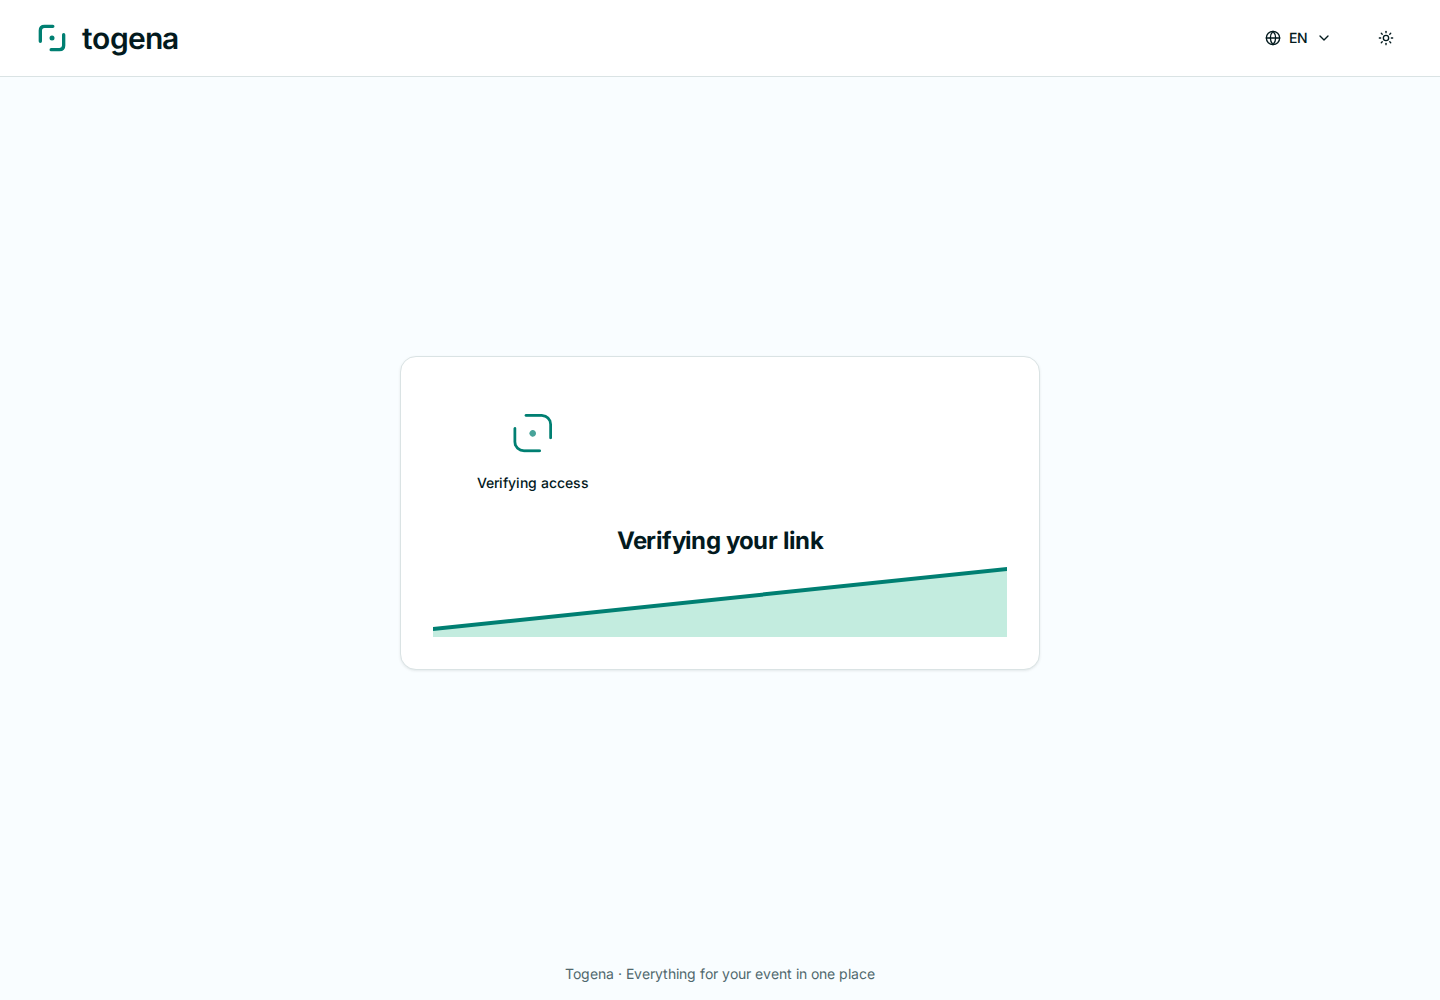 togena
EN
Verifying access
Verifying your link
Togena · Everything for your event in one place